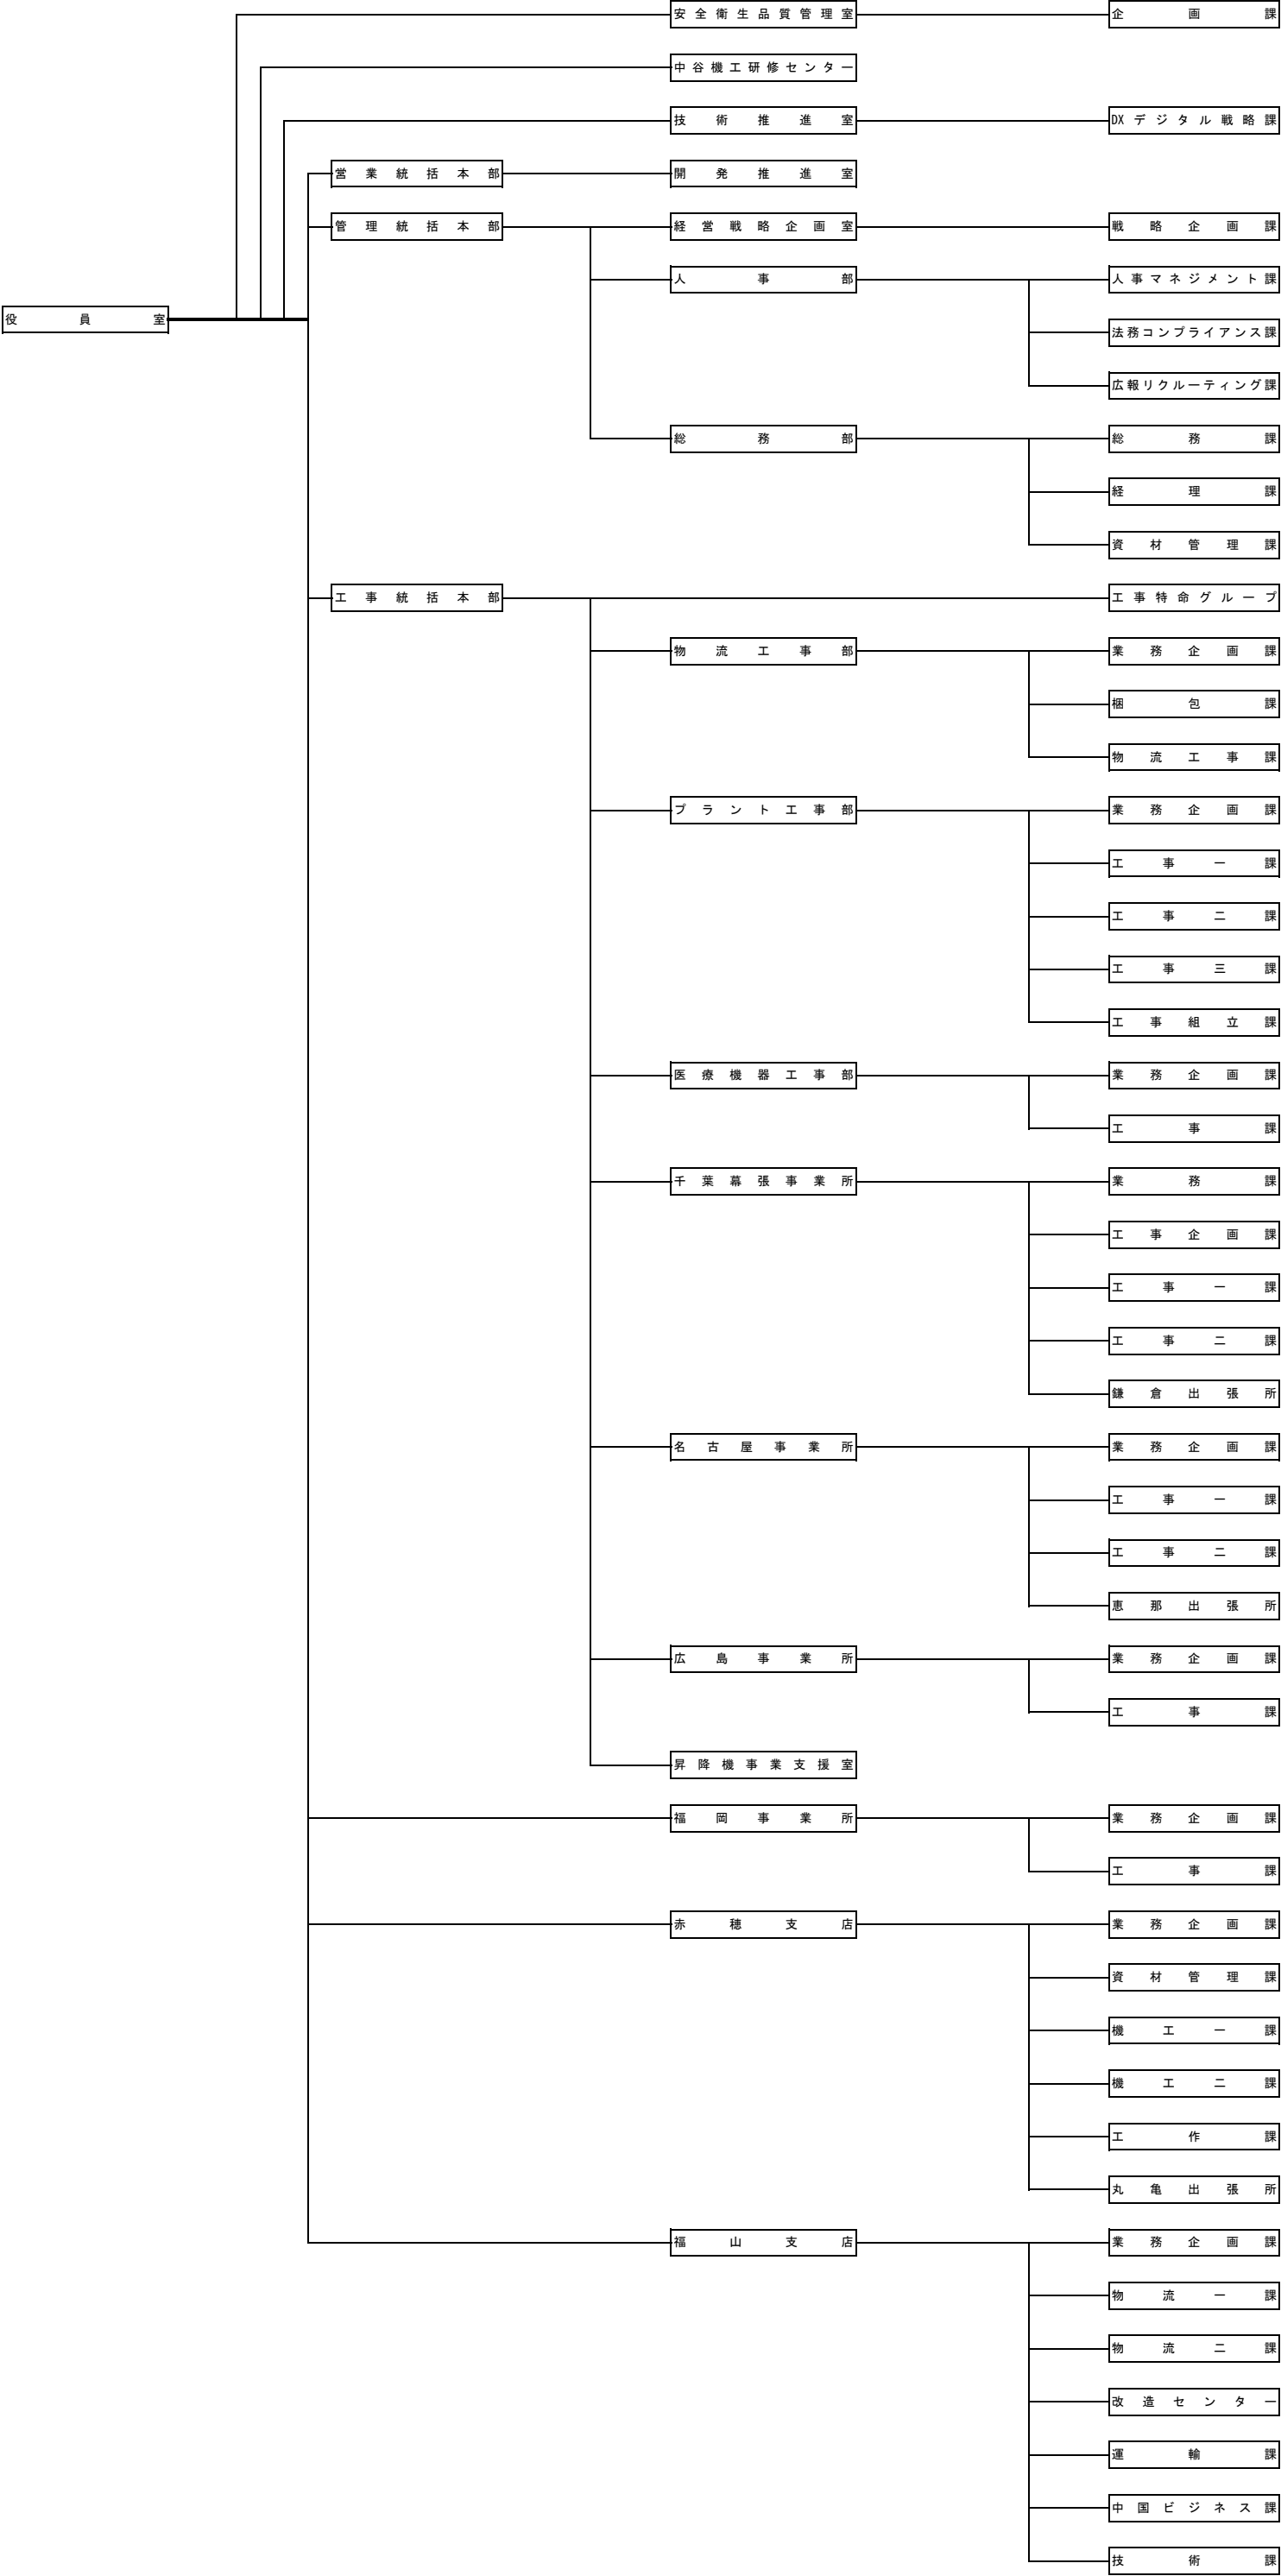 安全衛生品質管理室 企画課
中谷機工研修センター
技術推進室 DXデジタル戦略課
営業統括本部 開発推進室
管理統括本部 経営戦略企画室 戦略企画課
人事部 人事マネジメント課
役員室 法務コンプライアンス課
広報リクルーティング課
総務部 総務課
経理課
資材管理課
工事統括本部 工事特命グループ
物流工事部 業務企画課
梱包課
物流工事課
プラント工事部 業務企画課
工事一課
工事二課
工事三課
工事組立課
医療機器工事部 業務企画課
工事課
千葉幕張事業所 業務課
工事企画課
工事一課
工事二課
鎌倉出張所
名古屋事業所 業務企画課
工事一課
工事二課
恵那出張所
広島事業所 業務企画課
工事課
昇降機事業支援室
福岡事業所 業務企画課
工事課
赤穂支店 業務企画課
資材管理課
機工一課
機工二課
工作課
丸亀出張所
福山支店 業務企画課
物流一課
物流二課
改造センター
運輸課
中国ビジネス課
技術課